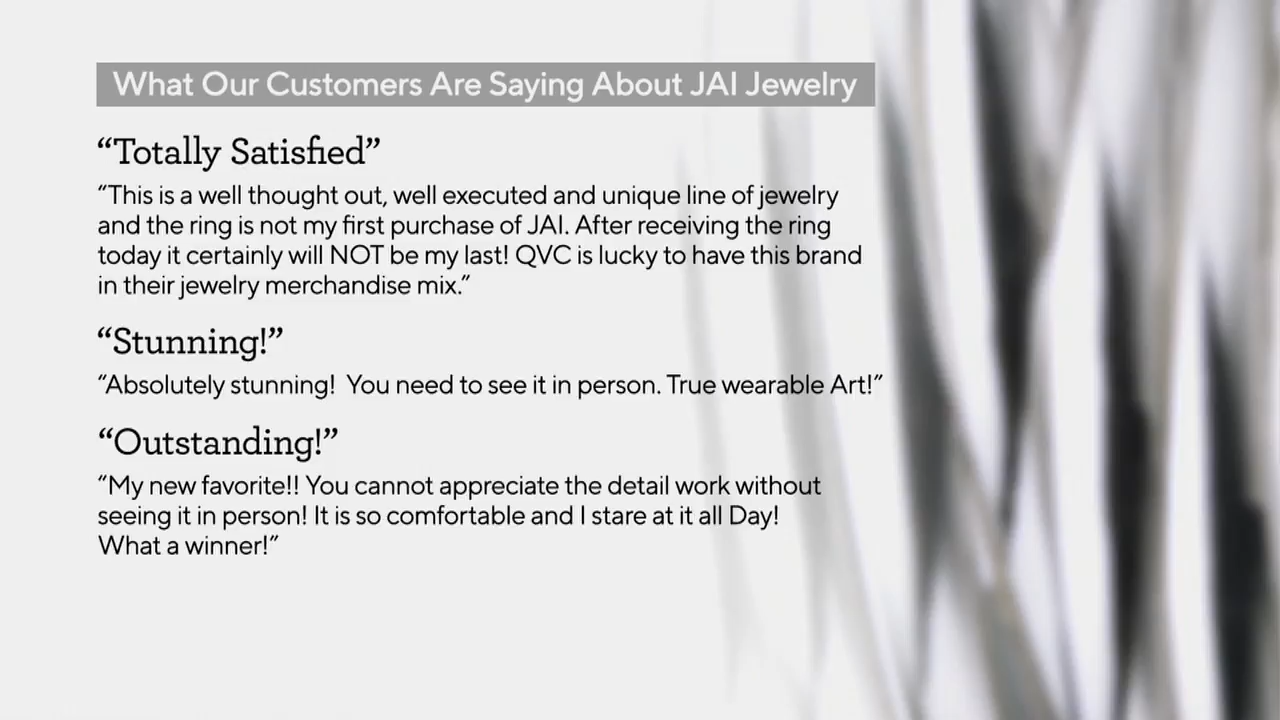 What Our Customers Are Saying About JAI Jewelry
“Totally Satisfied”
“This is a well thought out, well executed and unique line of jewelry
and the ring is not my first purchase of JAI. After receiving the ring
today it certainly will NOT be my last! QVC is lucky to have this brand
in their jewelry merchandise mix.”
“Stunning!”
“Absolutely stunning!  You need to see it in person. True wearable Art!”
“Outstanding!”
“My new favorite!! You cannot appreciate the detail work without
seeing it in person! It is so comfortable and I stare at it all Day!
What a winner!”